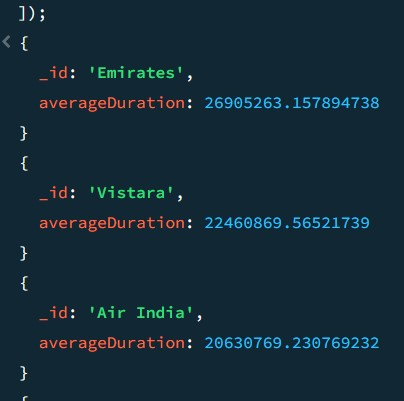 ]);
{
_id: 'Emirates',
averageDuration: 26905263.157894738
}
{
_id: 'Vistara',
averageDuration: 22460869.56521739
}
{
_id: 'Air India',
averageDuration: 20630769.230769232
}
{